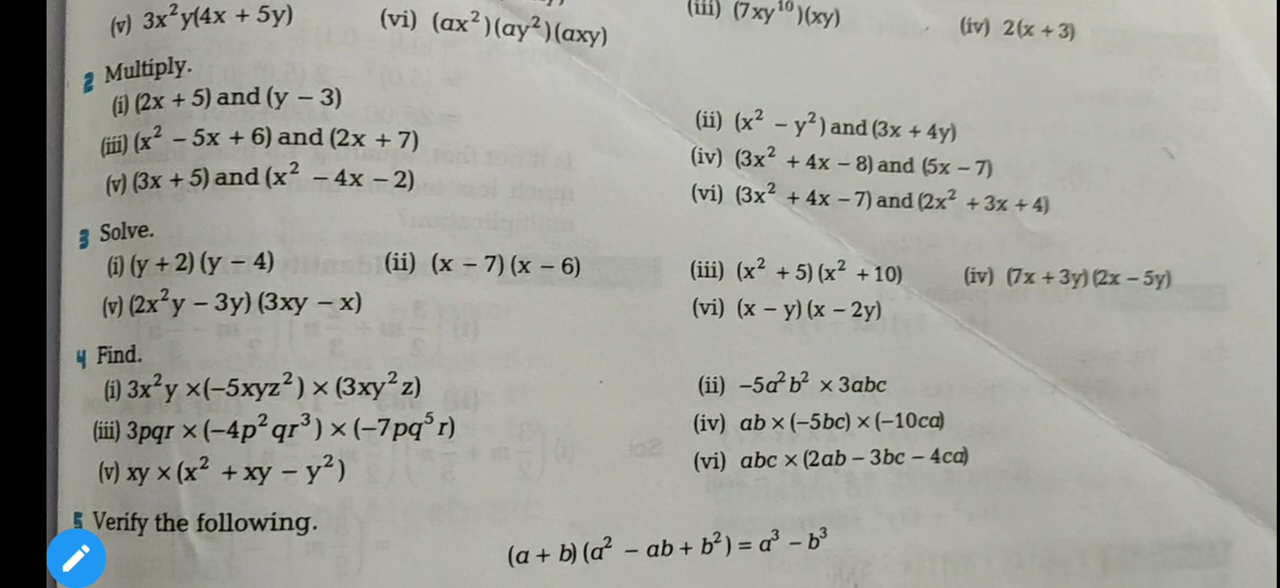 (v) 3x²y(4x + 5y) (vi) (ax²)(ay²)(axy) (iii) (7xy¹⁰)(xy) (iv) 2(x + 3)
2 Multiply.
(i) (2x + 5) and (y − 3) (ii) (x² − y²) and (3x + 4y)
(iii) (x² − 5x + 6) and (2x + 7) (iv) (3x² + 4x − 8) and (5x − 7)
(v) (3x + 5) and (x² − 4x − 2) (vi) (3x² + 4x − 7) and (2x² + 3x + 4)
3 Solve.
(i) (y + 2) (y − 4) (ii) (x − 7) (x − 6) (iii) (x² + 5) (x² + 10) (iv) (7x + 3y) (2x − 5y)
(v) (2x²y − 3y) (3xy − x) (vi) (x − y) (x − 2y)
4 Find.
(i) 3x²y ×(−5xyz²) × (3xy²z) (ii) −5a²b² × 3abc
(iii) 3pqr × (−4p²qr³) × (−7pq⁵r) (iv) ab × (−5bc) × (−10ca)
(v) xy × (x² + xy − y²) (vi) abc × (2ab − 3bc − 4ca)
5 Verify the following.
(a + b) (a² − ab + b²) = a³ − b³